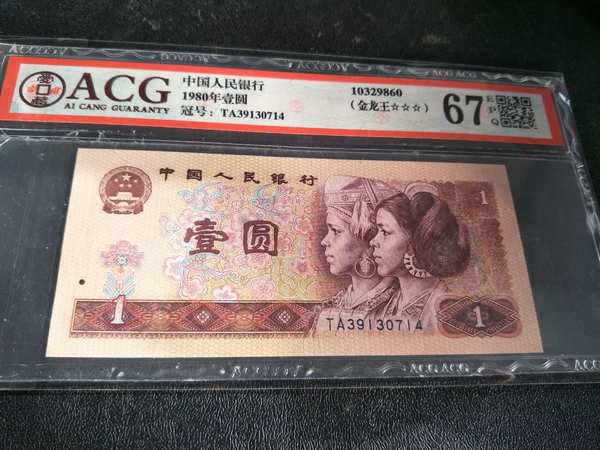 ACG
AI CANG GUARANTY
中国人民银行
1980年壹圆
冠号：TA39130714
10329860
（金龙王☆☆☆）
67
EPQ
中国人民银行
1
壹圆
1
TA39130714
1
ACG ACG